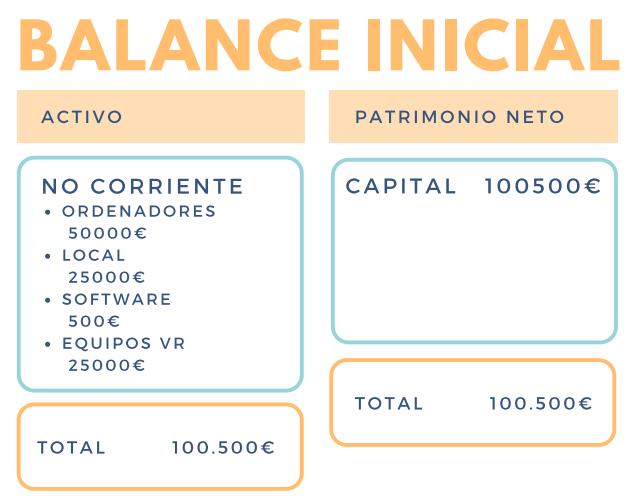 BALANCE INICIAL
ACTIVO
NO CORRIENTE
• ORDENADORES
50000€
• LOCAL
25000€
• SOFTWARE
500€
• EQUIPOS VR
25000€
TOTAL 100.500€
PATRIMONIO NETO
CAPITAL 100500€
TOTAL 100.500€